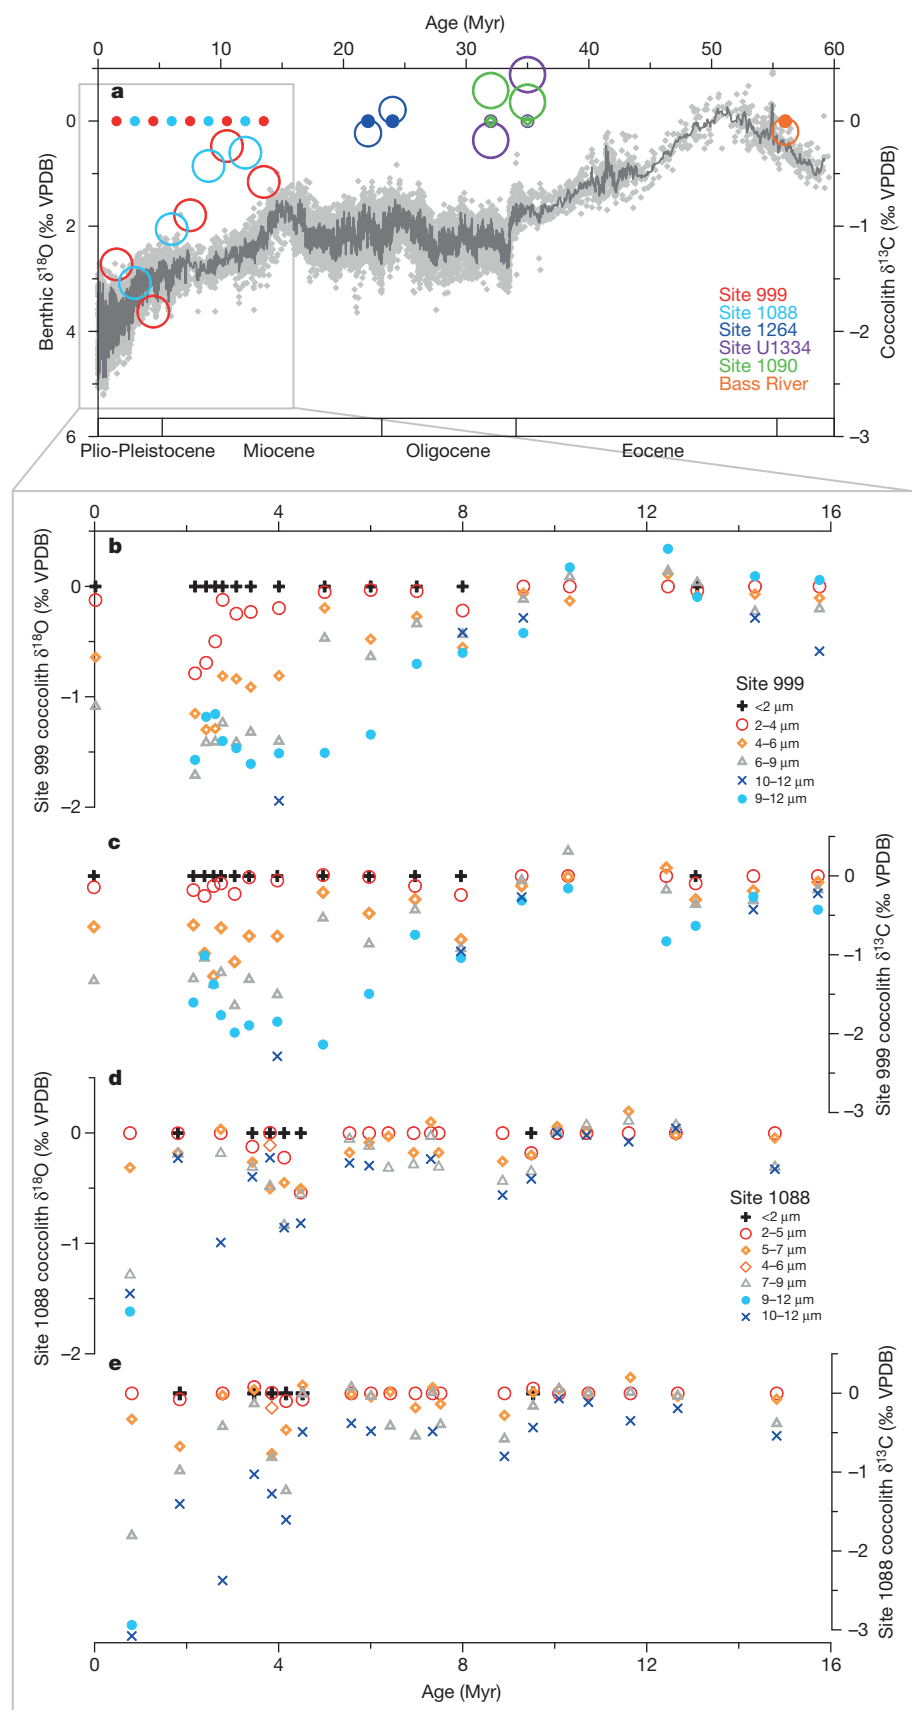 Age (Myr)
0 10 20 30 40 50 60
a
0 2 4 6
Benthic δ18O (‰ VPDB)
0 −1 −2 −3
Coccolith δ13C (‰ VPDB)
Site 999
Site 1088
Site 1264
Site U1334
Site 1090
Bass River
Plio-Pleistocene Miocene Oligocene Eocene
0 4 8 12 16
b
0 −1 −2
Site 999 coccolith δ18O (‰ VPDB)
Site 999
<2 µm
2–4 µm
4–6 µm
6–9 µm
10–12 µm
9–12 µm
c
0 −1 −2 −3
Site 999 coccolith δ13C (‰ VPDB)
d
0 −1 −2
Site 1088 coccolith δ18O (‰ VPDB)
Site 1088
<2 µm
2–5 µm
5–7 µm
4–6 µm
7–9 µm
9–12 µm
10–12 µm
e
0 −1 −2 −3
Site 1088 coccolith δ13C (‰ VPDB)
0 4 8 12 16
Age (Myr)